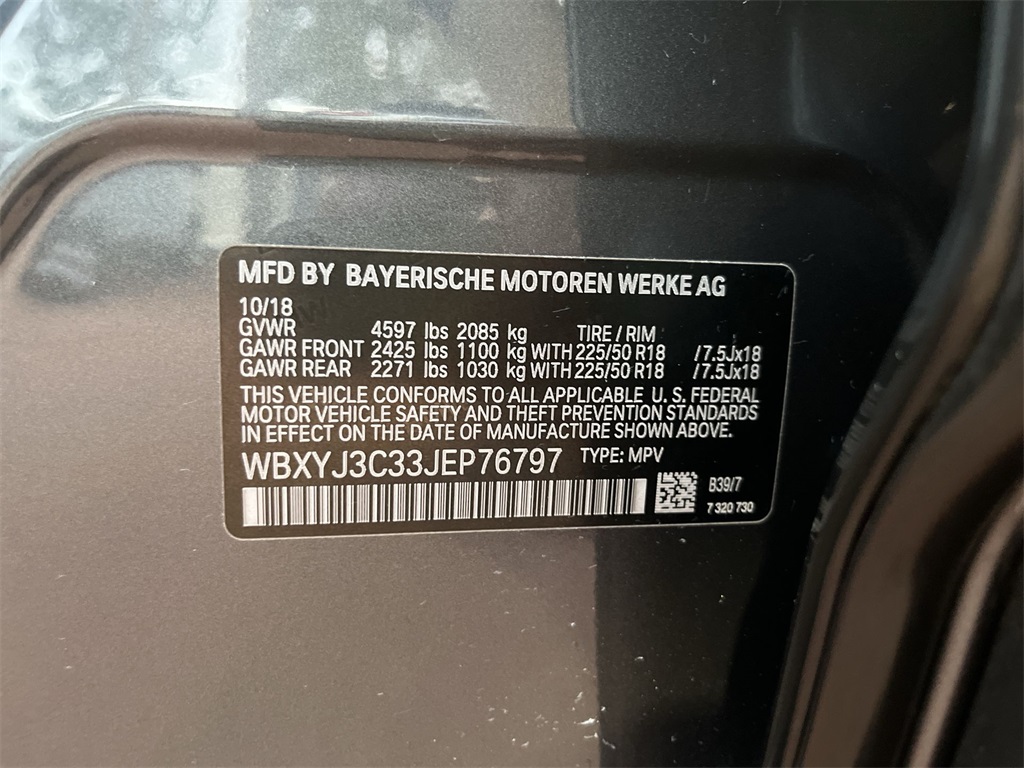 MFD BY BAYERISCHE MOTOREN WERKE AG
10/18
GVWR 4597 lbs 2085 kg TIRE / RIM
GAWR FRONT 2425 lbs 1100 kg WITH 225/50 R18 /7.5Jx18
GAWR REAR 2271 lbs 1030 kg WITH 225/50 R18 /7.5Jx18
THIS VEHICLE CONFORMS TO ALL APPLICABLE U. S. FEDERAL
MOTOR VEHICLE SAFETY AND THEFT PREVENTION STANDARDS
IN EFFECT ON THE DATE OF MANUFACTURE SHOWN ABOVE.
WBXYJ3C33JEP76797 TYPE: MPV
B39/7
7 320 730